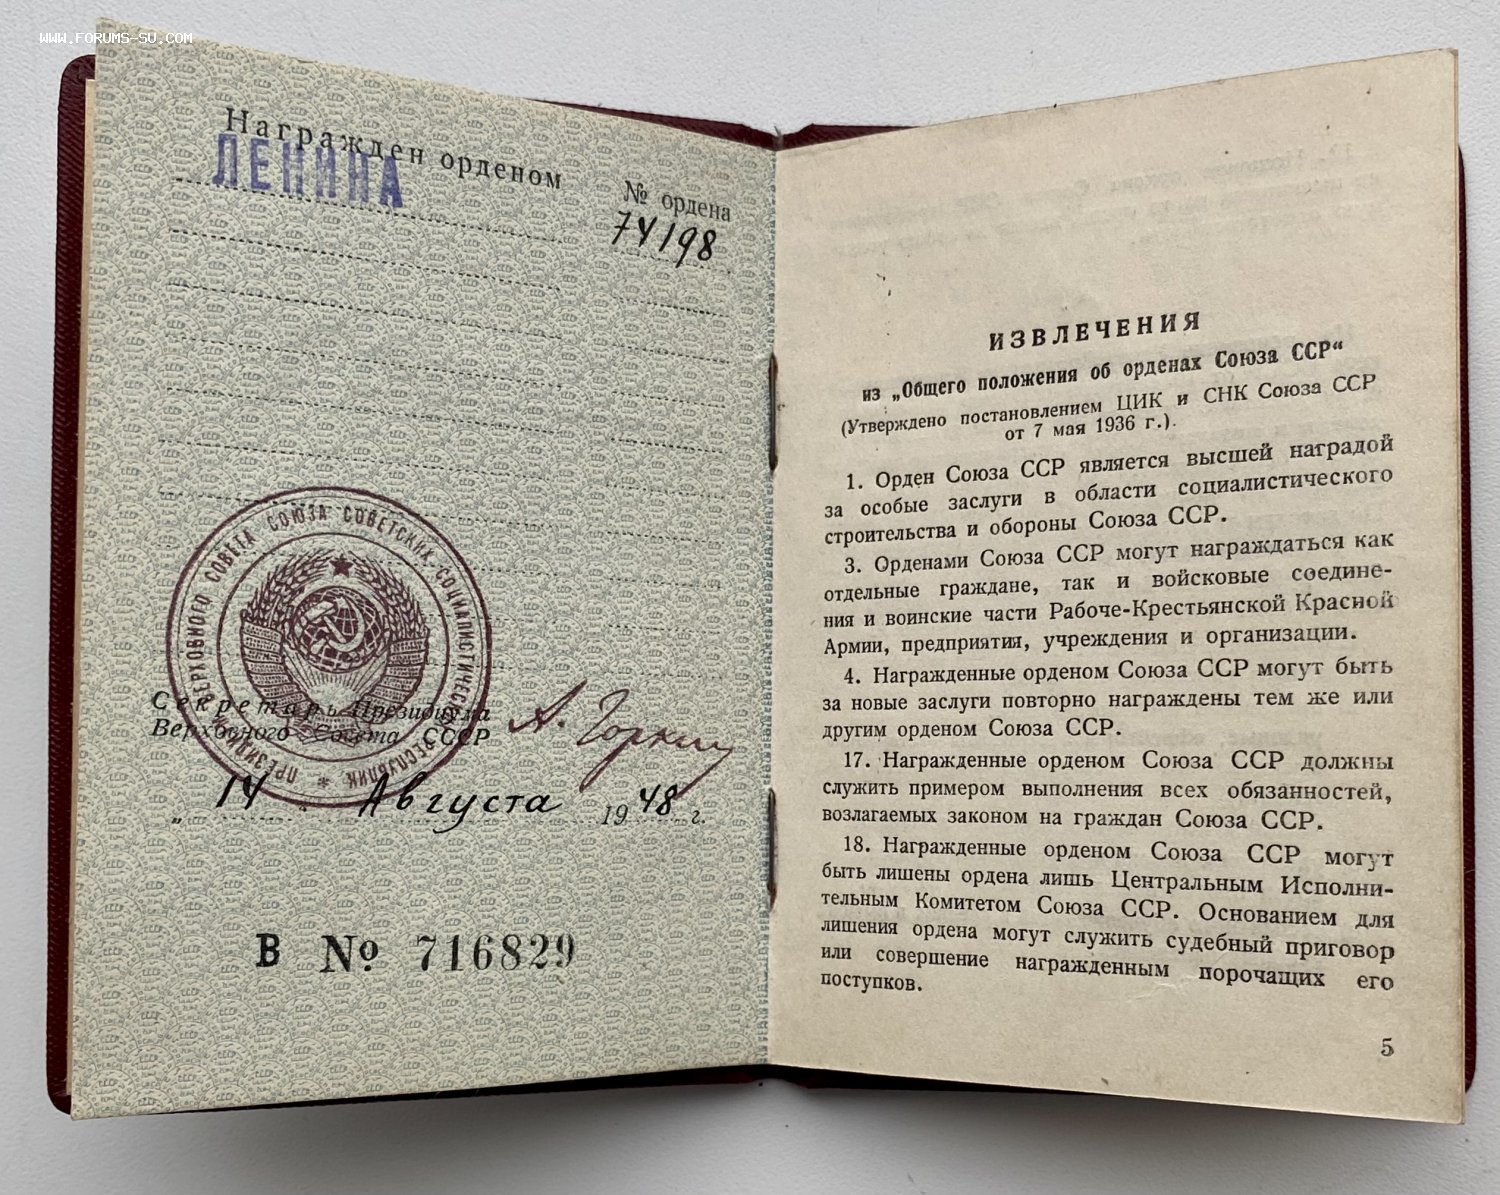 WWW.FORUMS-SU.COM
Награжден орденом
ЛЕНИНА
№ ордена
74198
ПРЕЗИДИУМ ВЕРХОВНОГО СОВЕТА СОЮЗА СОВЕТСКИХ СОЦИАЛИСТИЧЕСКИХ РЕСПУБЛИК *
Секретарь Президиума
Верховного Совета СССР
А. Горкин
„14 Августа 1948 г.
В № 716829
ИЗВЛЕЧЕНИЯ
из „Общего положения об орденах Союза ССР“
(Утверждено постановлением ЦИК и СНК Союза ССР
от 7 мая 1936 г.).
1. Орден Союза ССР является высшей наградой
за особые заслуги в области социалистического
строительства и обороны Союза ССР.
3. Орденами Союза ССР могут награждаться как
отдельные граждане, так и войсковые соедине-
ния и воинские части Рабоче-Крестьянской Красной
Армии, предприятия, учреждения и организации.
4. Награжденные орденом Союза ССР могут быть
за новые заслуги повторно награждены тем же или
другим орденом Союза ССР.
17. Награжденные орденом Союза ССР должны
служить примером выполнения всех обязанностей,
возлагаемых законом на граждан Союза ССР.
18. Награжденные орденом Союза ССР могут
быть лишены ордена лишь Центральным Исполни-
тельным Комитетом Союза ССР. Основанием для
лишения ордена могут служить судебный приговор
или совершение награжденным порочащих его
поступков.
5